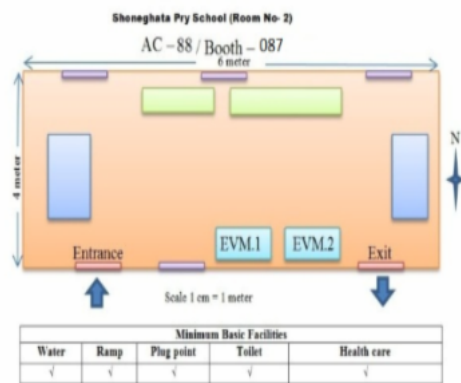 Shoneghata Pry School (Room No- 2)
AC – 88 / Booth – 087
6 meter
4 meter
N
EVM.1 EVM.2
Entrance Exit
Scale 1 cm = 1 meter
Minimum Basic Facilities
Water Ramp Plug point Toilet Health care
√ √ √ √ √